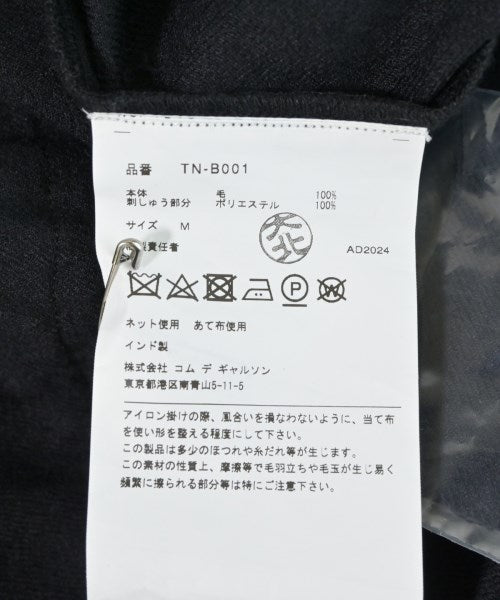 品番 TN-B001
本体 毛 100%
刺しゅう部分 ポリエステル 100%
サイズ M
製責任者
AD2024
P W
ネット使用 あて布使用
インド製
株式会社 コム デ ギャルソン
東京都港区南青山5-11-5
アイロン掛けの際、風合いを損なわないように、当て布
を使い形を整える程度にして下さい。
この製品は多少のほつれや糸だれ等が生じます。
この素材の性質上、摩擦等で毛羽立ちや毛玉が生じ易く
頻繁に擦られる部分等は特にご注意下さい。